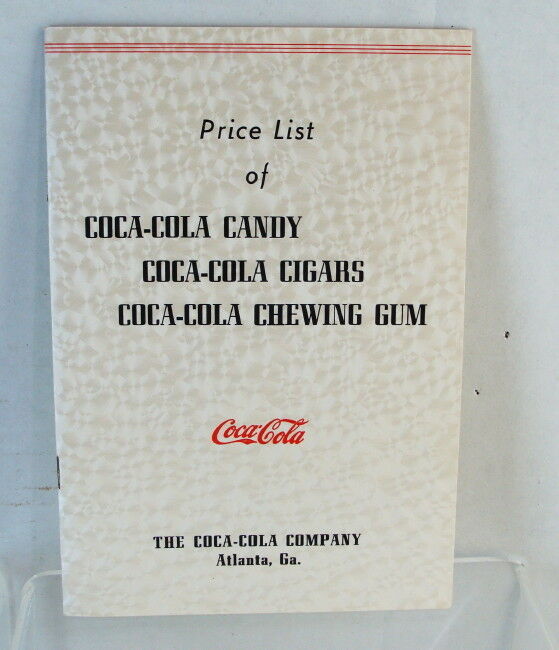 Price List
of
COCA-COLA CANDY
COCA-COLA CIGARS
COCA-COLA CHEWING GUM
Coca-Cola
THE COCA-COLA COMPANY
Atlanta, Ga.